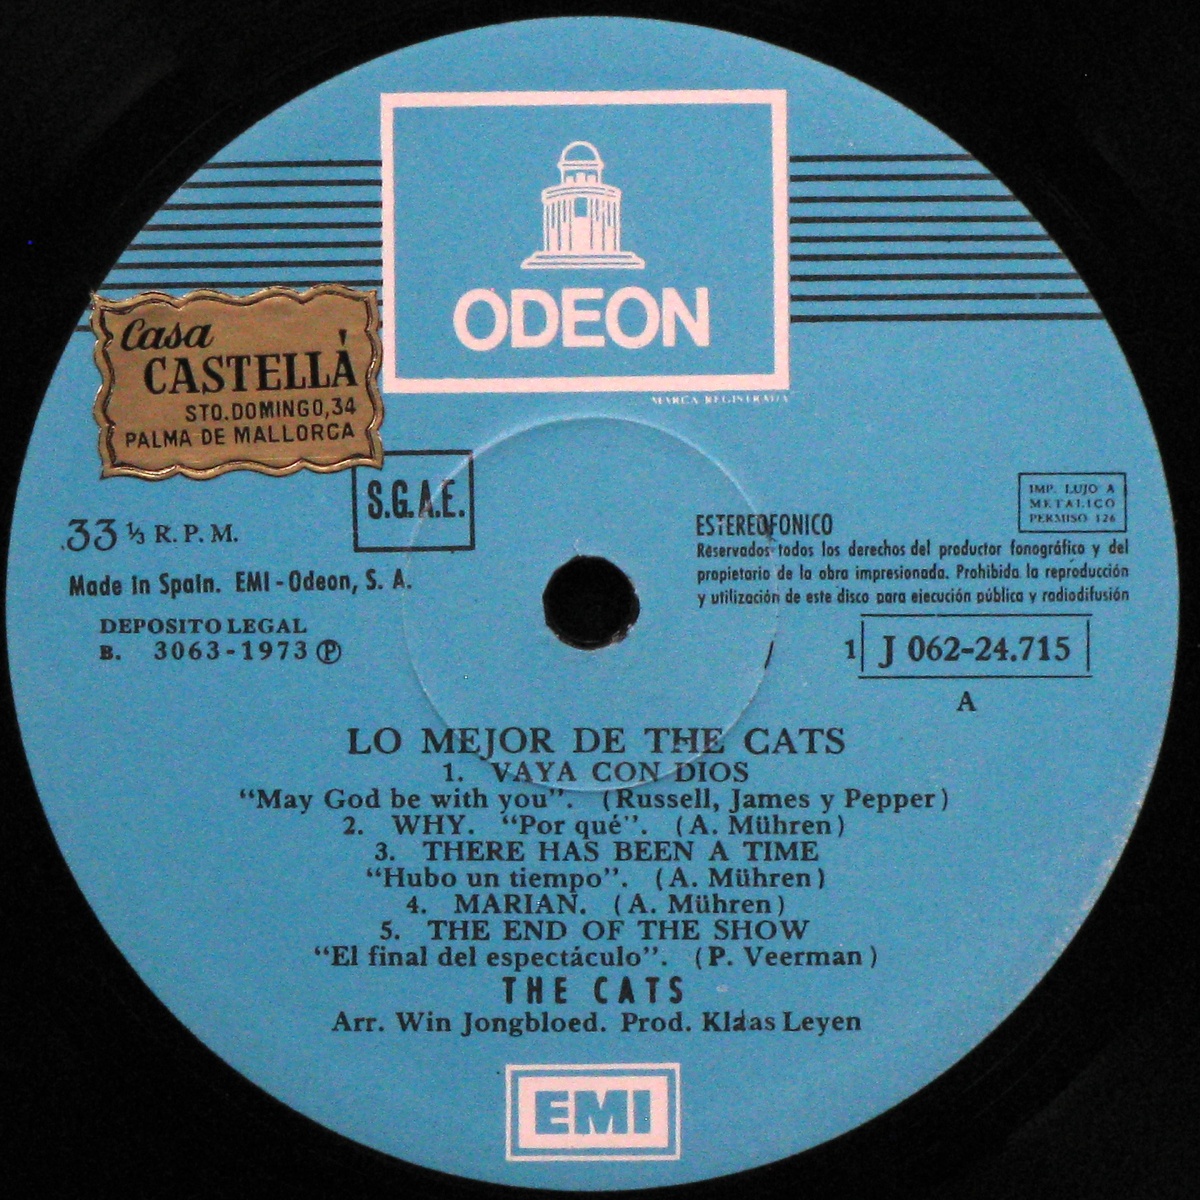 ODEON
MARCA REGISTRADA
Casa
CASTELLÀ
STO. DOMINGO, 34
PALMA DE MALLORCA
S.G.A.E.
33 ⅓ R. P. M.
Made in Spain. EMI - Odeon, S. A.
DEPOSITO LEGAL
B. 3063-1973 Ⓟ
IMP. LUJO A
METALICO
PERMISO 126
ESTEREOFONICO
Reservados todos los derechos del productor fonográfico y del
propietario de la obra impresionada. Prohibida la reproducción
y utilización de este disco para ejecución pública y radiodifusión
1 J 062-24.715
A
LO MEJOR DE THE CATS
1. VAYA CON DIOS
“May God be with you”. (Russell, James y Pepper)
2. WHY. “Por qué”. (A. Mühren)
3. THERE HAS BEEN A TIME
“Hubo un tiempo”. (A. Mühren)
4. MARIAN. (A. Mühren)
5. THE END OF THE SHOW
“El final del espectáculo”. (P. Veerman)
THE CATS
Arr. Win Jongbloed. Prod. Klaas Leyen
EMI